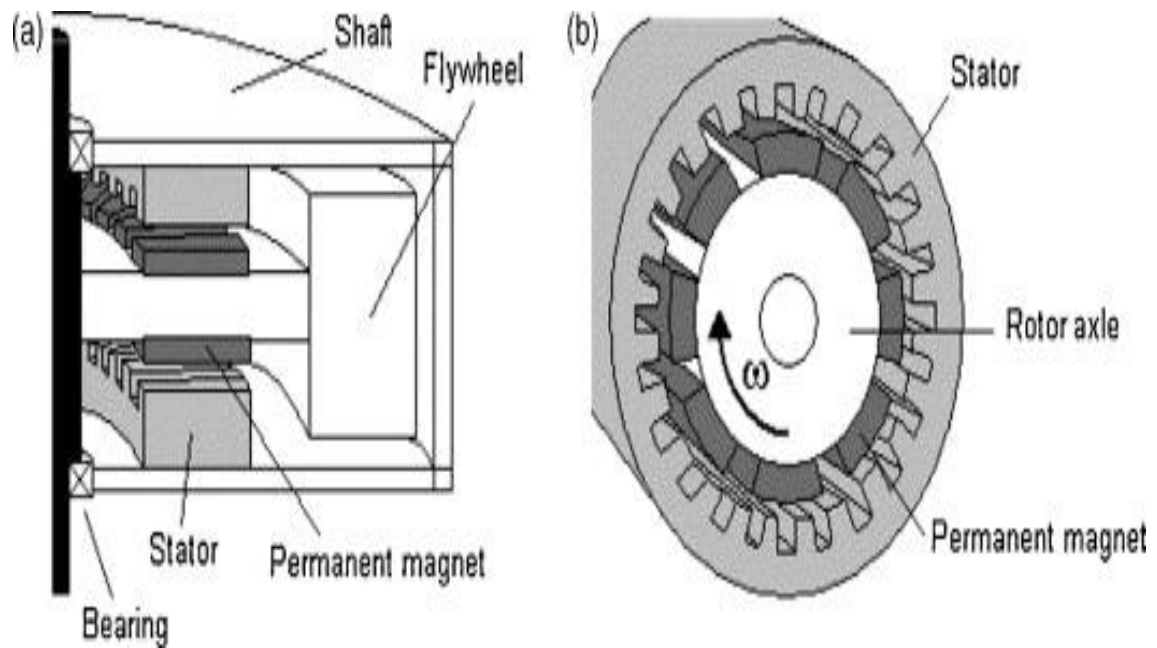 (a)
Shaft
Flywheel
Stator
Permanent magnet
Bearing
(b)
Stator
Rotor axle
ω
Permanent magnet